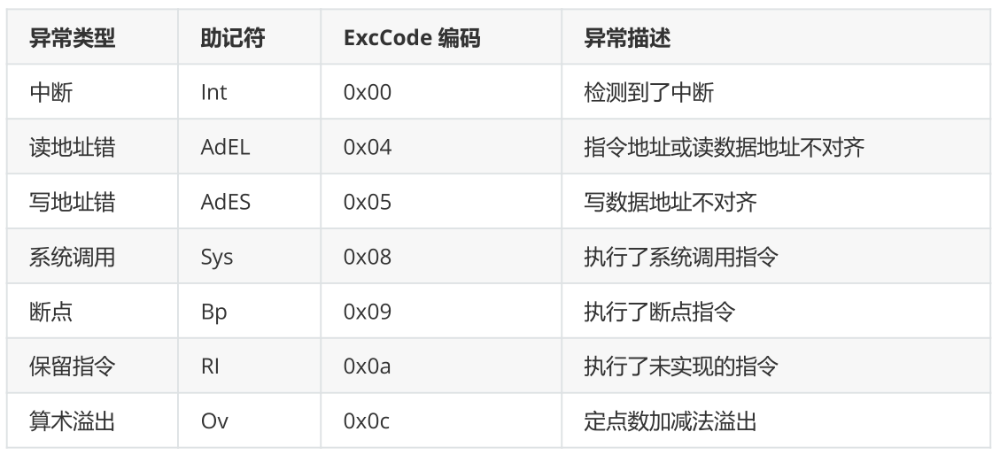 异常类型 助记符 ExcCode 编码 异常描述
中断 Int 0x00 检测到了中断
读地址错 AdEL 0x04 指令地址或读数据地址不对齐
写地址错 AdES 0x05 写数据地址不对齐
系统调用 Sys 0x08 执行了系统调用指令
断点 Bp 0x09 执行了断点指令
保留指令 RI 0x0a 执行了未实现的指令
算术溢出 Ov 0x0c 定点数加减法溢出